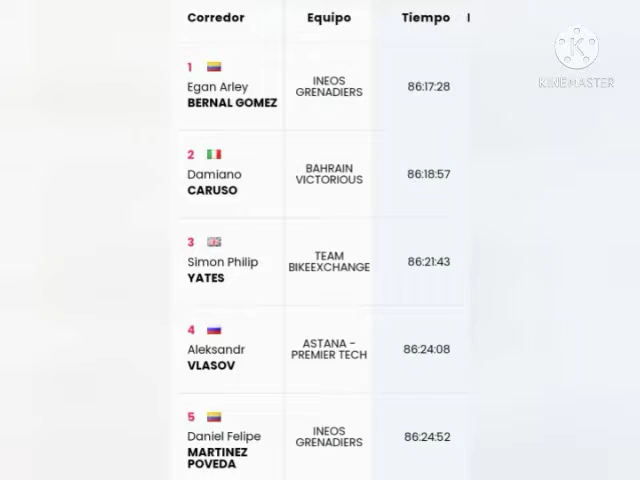 Corredor Equipo Tiempo
1
Egan Arley
BERNAL GOMEZ
INEOS
GRENADIERS
86:17:28
2
Damiano
CARUSO
BAHRAIN
VICTORIOUS
86:18:57
3
Simon Philip
YATES
TEAM
BIKEEXCHANGE
86:21:43
4
Aleksandr
VLASOV
ASTANA -
PREMIER TECH
86:24:08
5
Daniel Felipe
MARTINEZ
POVEDA
INEOS
GRENADIERS
86:24:52
K
KINEMASTER